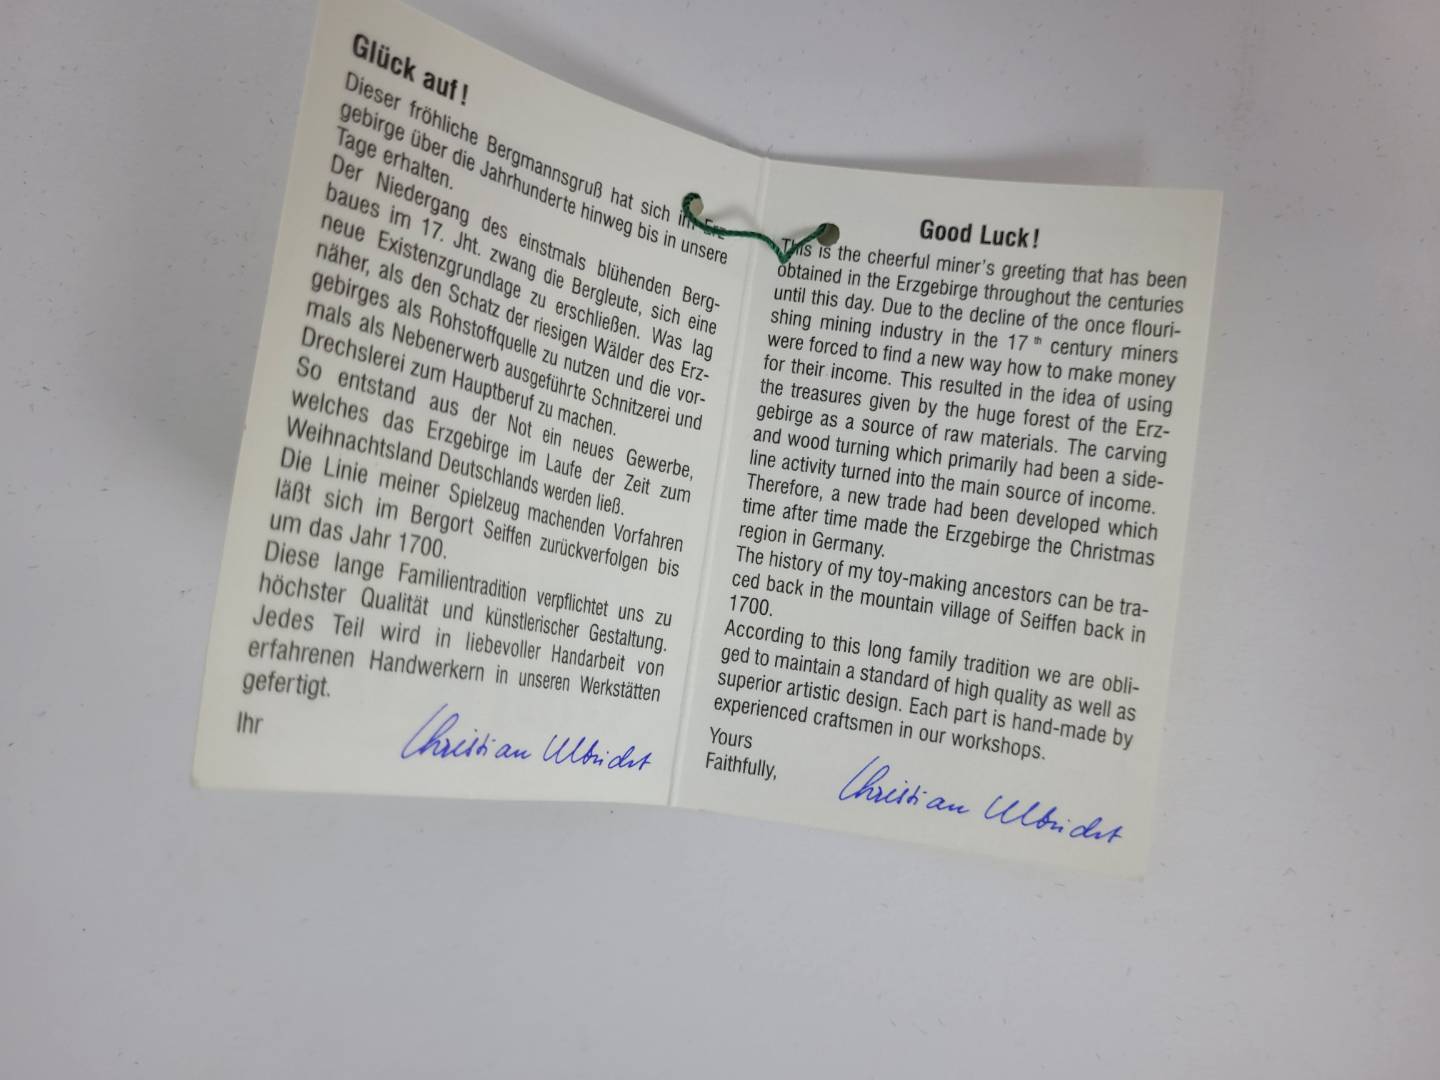 Glück auf!
Dieser fröhliche Bergmannsgruß hat sich im Erz-
gebirge über die Jahrhunderte hinweg bis in unsere
Tage erhalten.
Der Niedergang des einstmals blühenden Berg-
baues im 17. Jht. zwang die Bergleute, sich eine
neue Existenzgrundlage zu erschließen. Was lag
näher, als den Schatz der riesigen Wälder des Erz-
gebirges als Rohstoffquelle zu nutzen und die vor-
mals als Nebenerwerb ausgeführte Schnitzerei und
Drechslerei zum Hauptberuf zu machen.
So entstand aus der Not ein neues Gewerbe,
welches das Erzgebirge im Laufe der Zeit zum
Weihnachtsland Deutschlands werden ließ.
Die Linie meiner Spielzeug machenden Vorfahren
läßt sich im Bergort Seiffen zurückverfolgen bis
um das Jahr 1700.
Diese lange Familientradition verpflichtet uns zu
höchster Qualität und künstlerischer Gestaltung.
Jedes Teil wird in liebevoller Handarbeit von
erfahrenen Handwerkern in unseren Werkstätten
gefertigt.
Ihr
Christian Ulbricht
Good Luck!
This is the cheerful miner's greeting that has been
obtained in the Erzgebirge throughout the centuries
until this day. Due to the decline of the once flouri-
shing mining industry in the 17 th century miners
were forced to find a new way how to make money
for their income. This resulted in the idea of using
the treasures given by the huge forest of the Erz-
gebirge as a source of raw materials. The carving
and wood turning which primarily had been a side-
line activity turned into the main source of income.
Therefore, a new trade had been developed which
time after time made the Erzgebirge the Christmas
region in Germany.
The history of my toy-making ancestors can be tra-
ced back in the mountain village of Seiffen back in
1700.
According to this long family tradition we are obli-
ged to maintain a standard of high quality as well as
superior artistic design. Each part is hand-made by
experienced craftsmen in our workshops.
Yours
Faithfully,
Christian Ulbricht